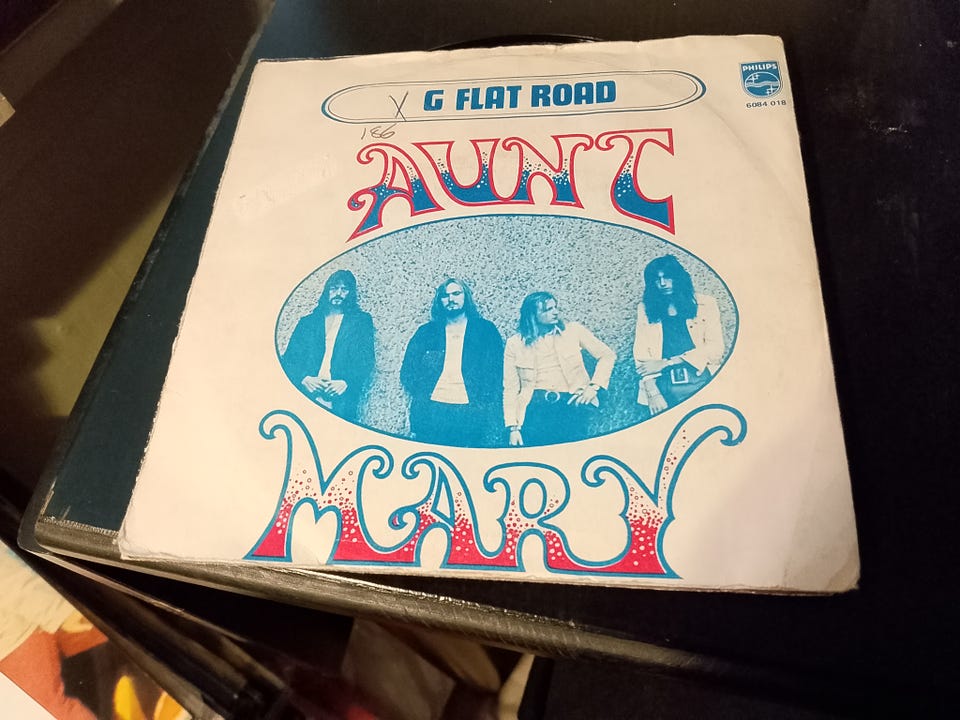 PHILIPS
G FLAT ROAD
6084 018
X
186
AUNT
MARY